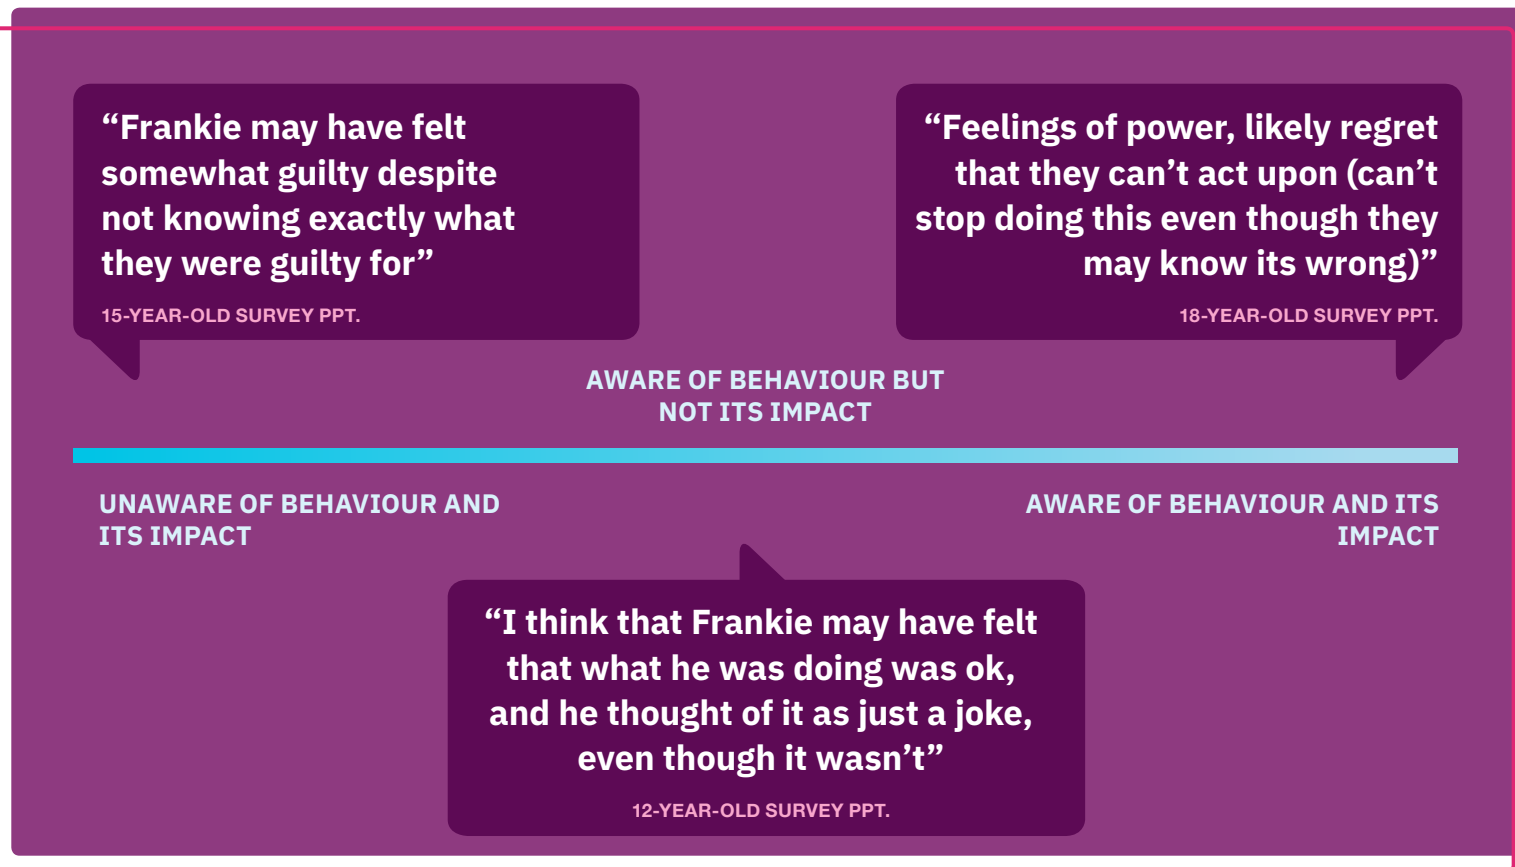 “Frankie may have felt
somewhat guilty despite
not knowing exactly what
they were guilty for”
15-YEAR-OLD SURVEY PPT.
“Feelings of power, likely regret
that they can’t act upon (can’t
stop doing this even though they
may know its wrong)”
18-YEAR-OLD SURVEY PPT.
AWARE OF BEHAVIOUR BUT
NOT ITS IMPACT
UNAWARE OF BEHAVIOUR AND
ITS IMPACT
AWARE OF BEHAVIOUR AND ITS
IMPACT
“I think that Frankie may have felt
that what he was doing was ok,
and he thought of it as just a joke,
even though it wasn’t”
12-YEAR-OLD SURVEY PPT.